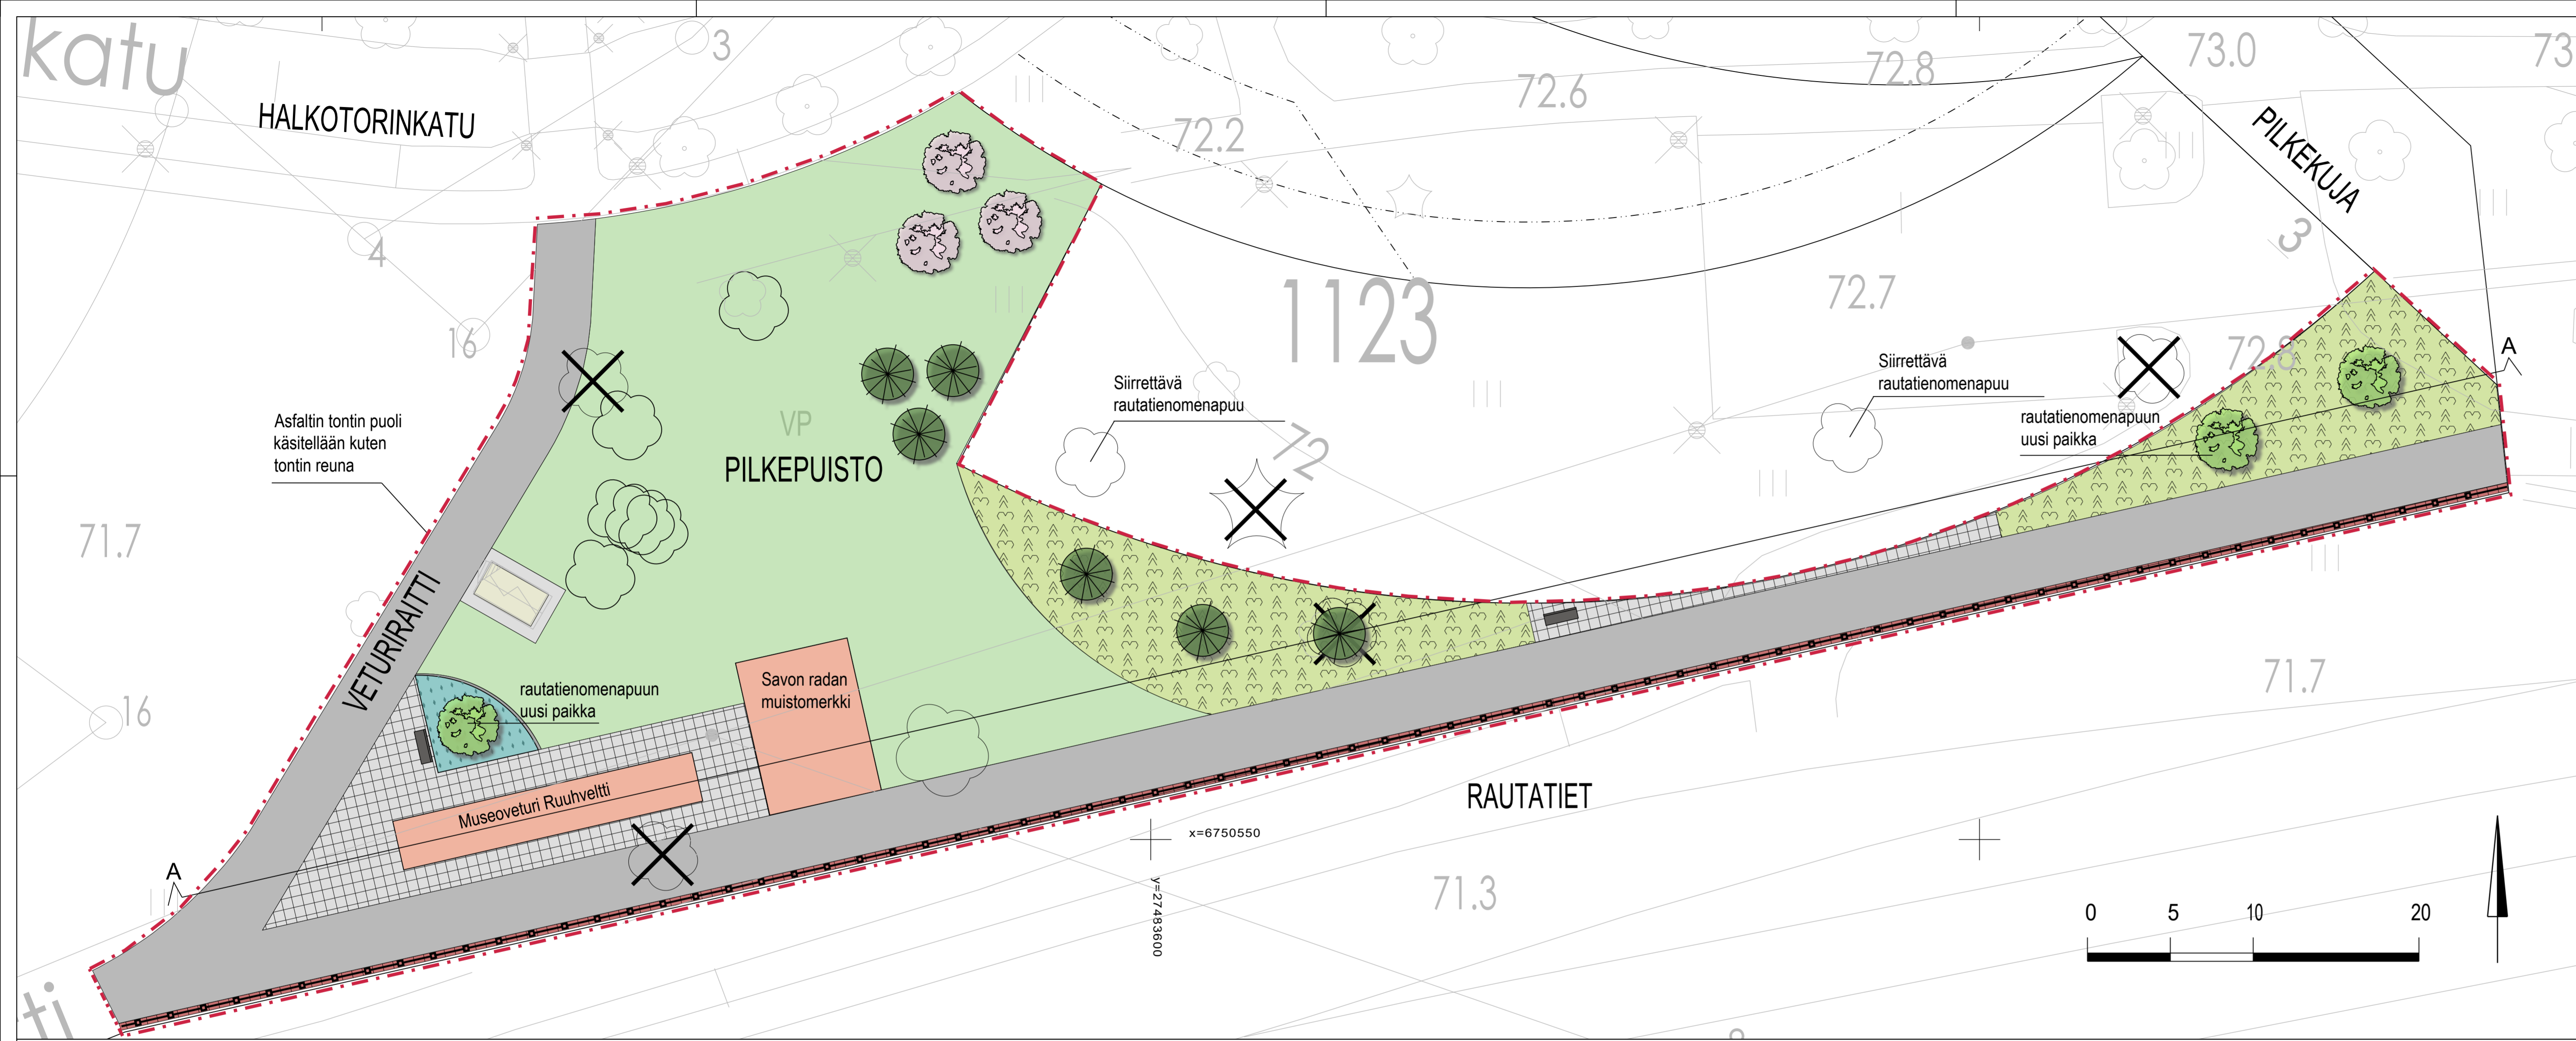 katu
HALKOTORINKATU
3
72.2
72.6
72.8
73.0
73
PILKEKUJA
3
4
16
1123
72.7
72.8
A
Siirrettävä
rautatienomenapuu
Siirrettävä
rautatienomenapuu
rautatienomenapuun
uusi paikka
Asfaltin tontin puoli
käsitellään kuten
tontin reuna
VP
PILKEPUISTO
72
71.7
VETURIRAITTI
rautatienomenapuun
uusi paikka
Savon radan
muistomerkki
Museoveturi Ruuhveltti
16
71.7
RAUTATIET
x=6750550
y=27483600
71.3
A
0 5 10 20
ti